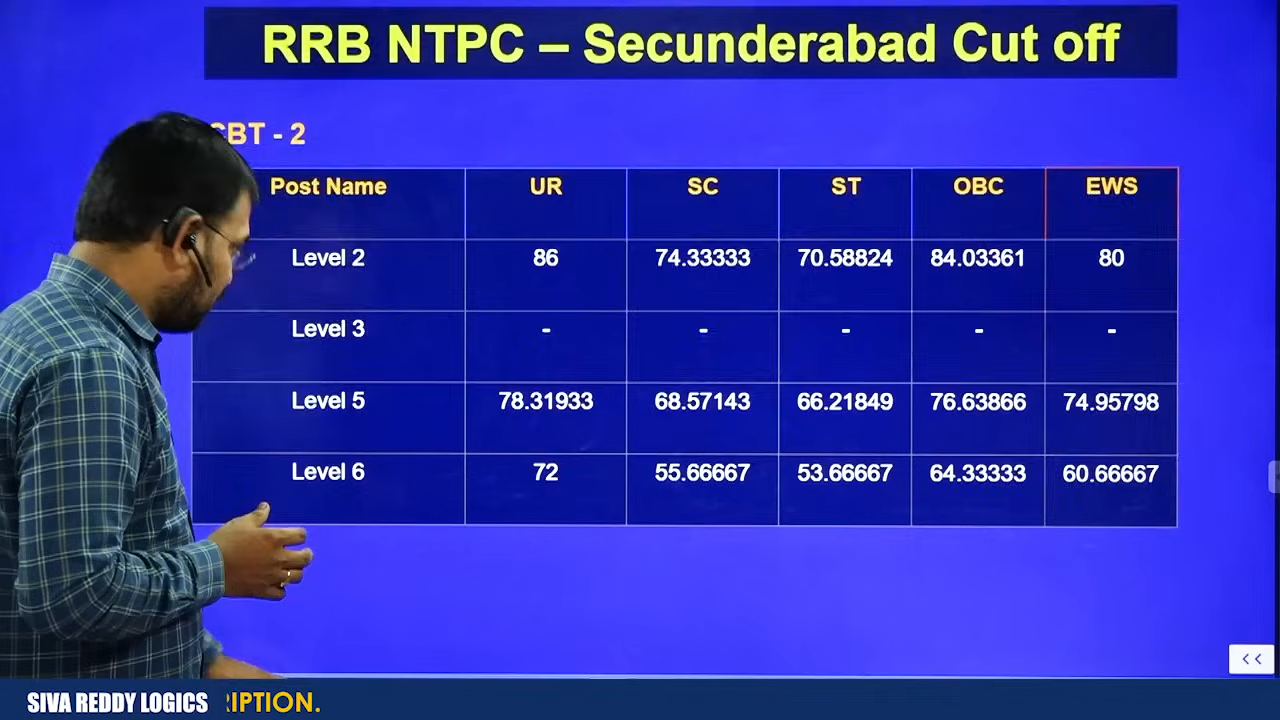 RRB NTPC – Secunderabad Cut off
CBT - 2
Post Name UR SC ST OBC EWS
Level 2 86 74.33333 70.58824 84.03361 80
Level 3 - - - - -
Level 5 78.31933 68.57143 66.21849 76.63866 74.95798
Level 6 72 55.66667 53.66667 64.33333 60.66667
<<
SIVA REDDY LOGICS RIPTION.